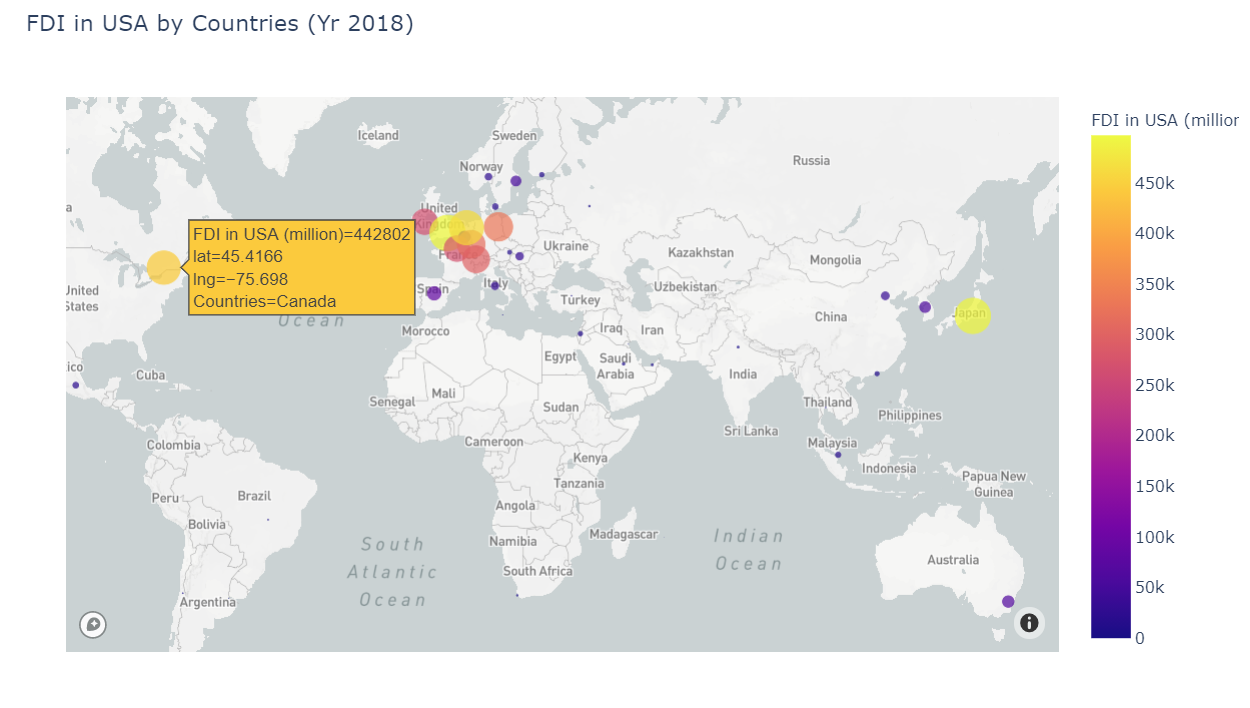 FDI in USA by Countries (Yr 2018)
FDI in USA (million
Iceland
Sweden
Norway
Russia
United
Kingdom
a
FDI in USA (million)=442802
lat=45.4166
lng=−75.698
Countries=Canada
Ukraine
Kazakhstan
Mongolia
France
United
States
Spain
Italy
Türkiye
Uzbekistan
China
Japan
Ocean
Morocco
Iraq
Iran
Egypt
Saudi
Arabia
India
ico
Cuba
Mali
Senegal
Sudan
Thailand
Philippines
Sri Lanka
Colombia
Cameroon
Malaysia
Kenya
Indonesia
Tanzania
Papua New
Guinea
Peru
Brazil
Angola
Bolivia
Namibia
Madagascar
Indian
Ocean
South
Atlantic
Ocean
South Africa
Australia
Argentina
450k
400k
350k
300k
250k
200k
150k
100k
50k
0